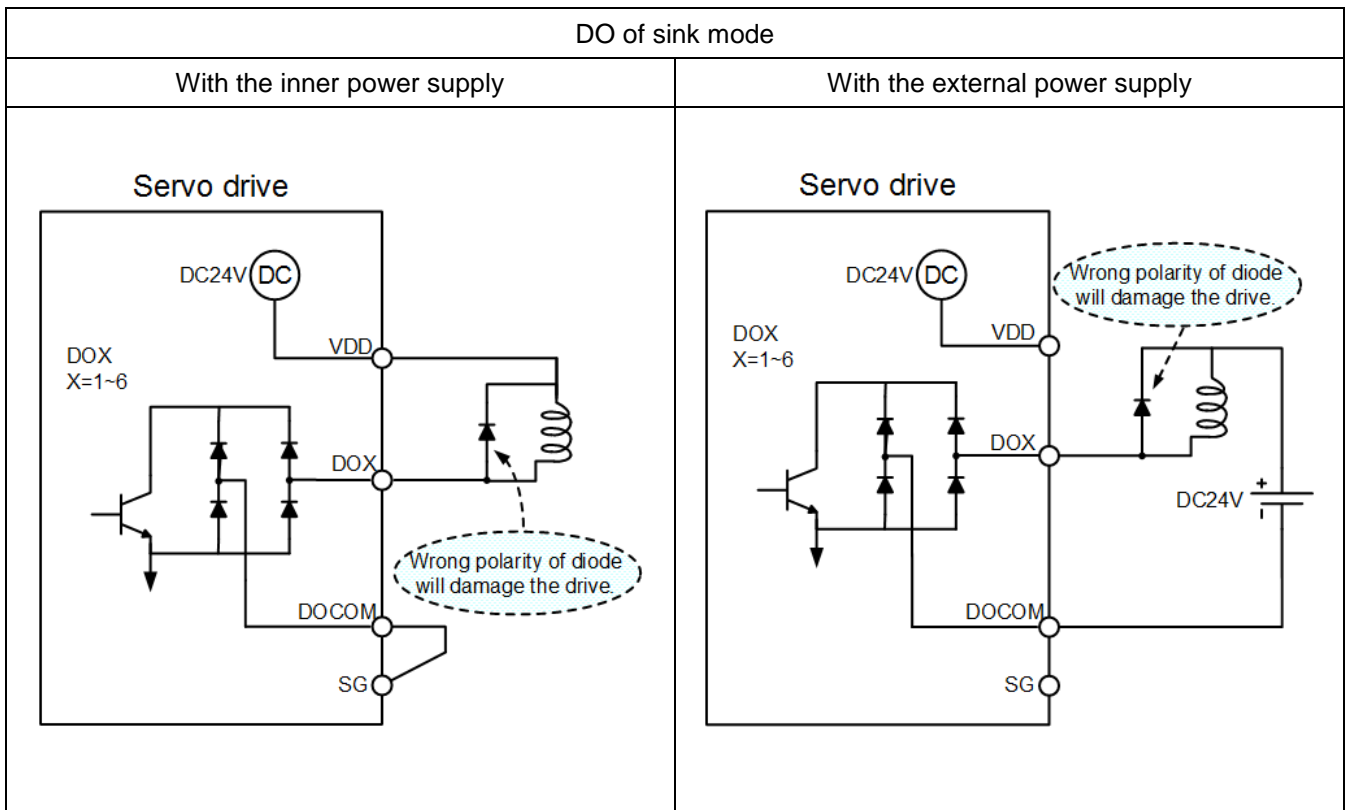 DO of sink mode
With the inner power supply
With the external power supply
Servo drive
DC24V
DC
VDD
DOX
X=1~6
DOX
Wrong polarity of diode
will damage the drive.
DOCOM
SG
Servo drive
DC24V
DC
Wrong polarity of diode
will damage the drive.
VDD
DOX
X=1~6
DOX
DC24V
+
-
DOCOM
SG